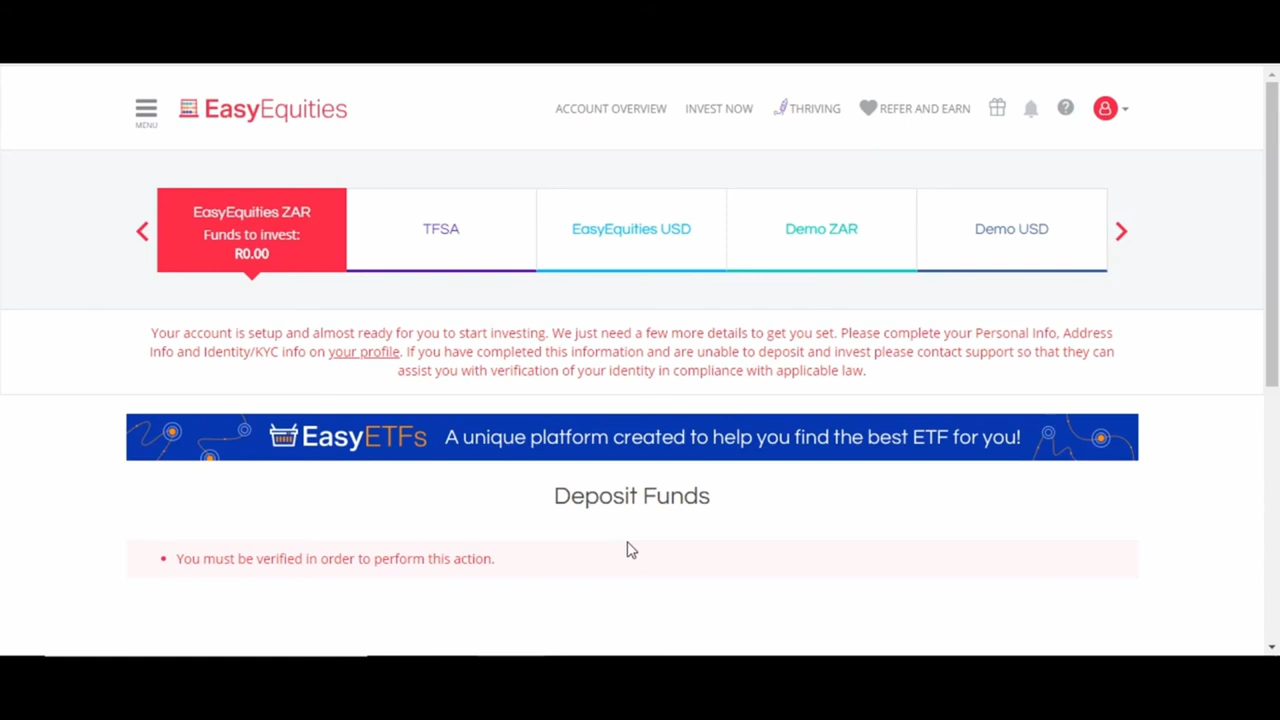 MENU
EasyEquities
ACCOUNT OVERVIEW INVEST NOW THRIVING REFER AND EARN
EasyEquities ZAR
Funds to invest:
R0.00
TFSA
EasyEquities USD
Demo ZAR
Demo USD
Your account is setup and almost ready for you to start investing. We just need a few more details to get you set. Please complete your Personal Info, Address
Info and Identity/KYC info on your profile. If you have completed this information and are unable to deposit and invest please contact support so that they can
assist you with verification of your identity in compliance with applicable law.
EasyETFs A unique platform created to help you find the best ETF for you!
Deposit Funds
• You must be verified in order to perform this action.